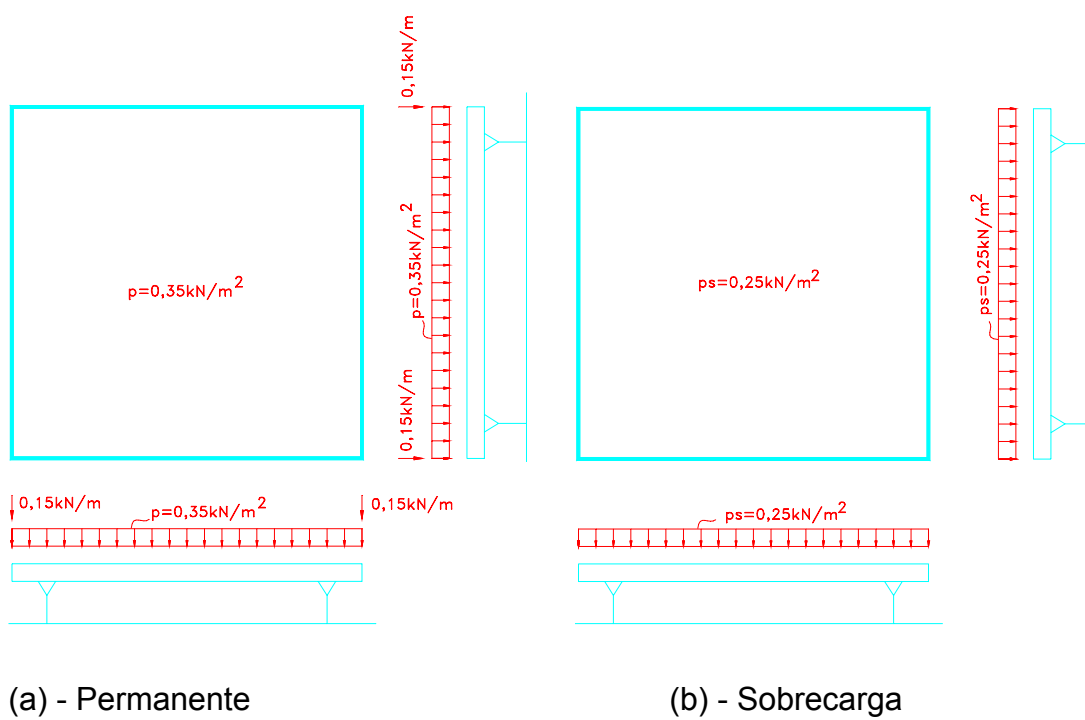 0,15kN/m
p=0,35kN/m²
p=0,35kN/m²
0,15kN/m
0,15kN/m
p=0,35kN/m²
0,15kN/m
ps=0,25kN/m²
ps=0,25kN/m²
ps=0,25kN/m²
(a) - Permanente
(b) - Sobrecarga